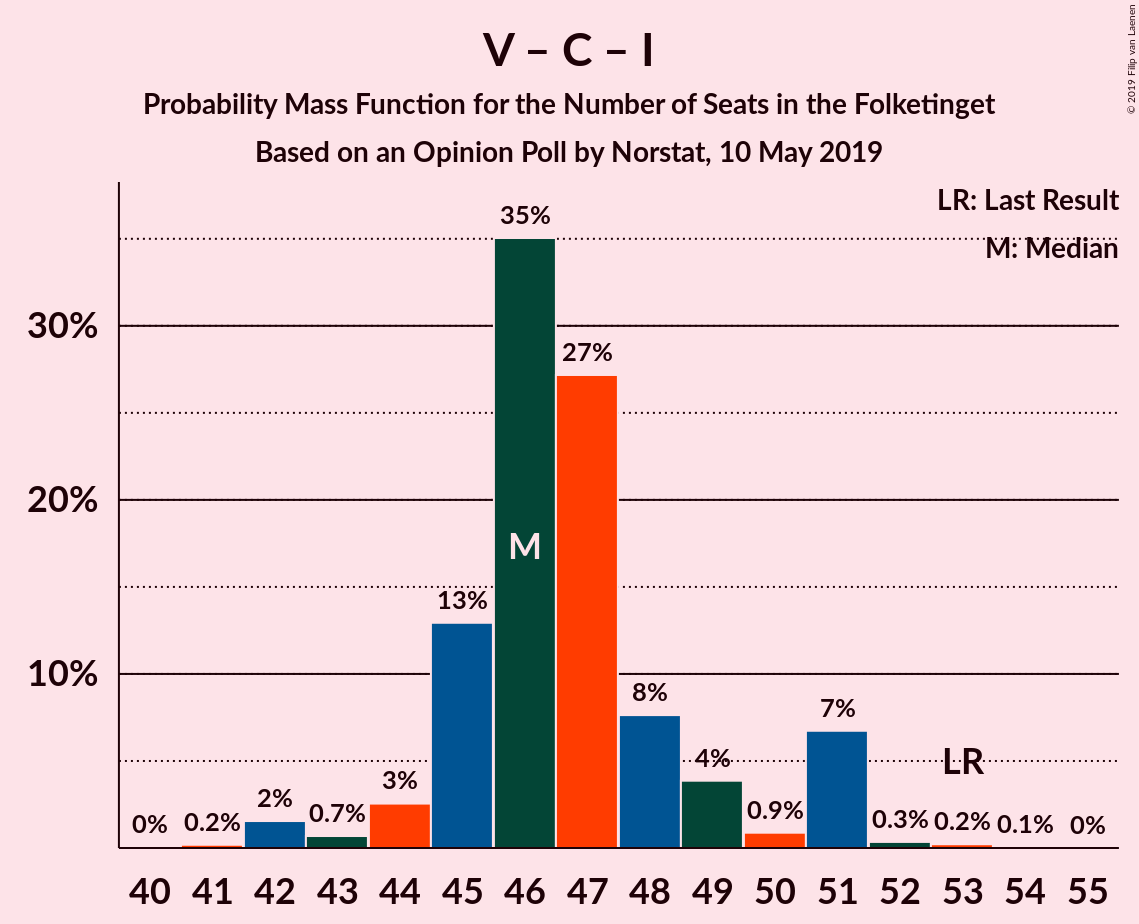 V – C – I
Probability Mass Function for the Number of Seats in the Folketinget
Based on an Opinion Poll by Norstat, 10 May 2019
© 2019 Filip van Laenen
LR: Last Result
M: Median
30%
20%
10%
0%
0.2%
2%
0.7%
3%
13%
35%
27%
8%
4%
0.9%
7%
0.3%
0.2%
0.1%
0%
M
LR
40 41 42 43 44 45 46 47 48 49 50 51 52 53 54 55